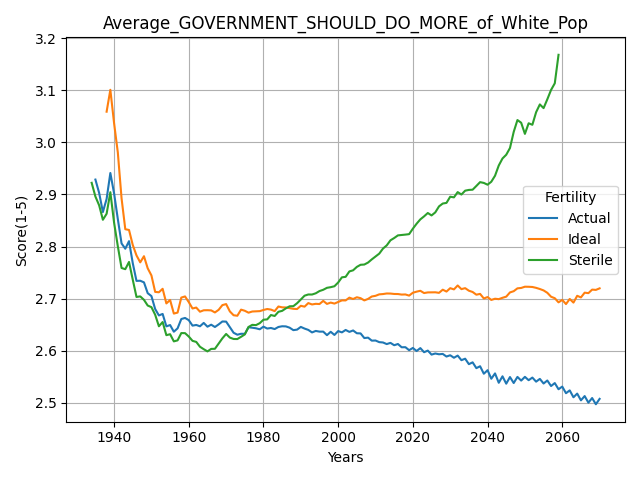 Average_GOVERNMENT_SHOULD_DO_MORE_of_White_Pop
3.2
3.1
3.0
2.9
2.8
2.7
2.6
2.5
Score(1-5)
Fertility
Actual
Ideal
Sterile
1940 1960 1980 2000 2020 2040 2060
Years